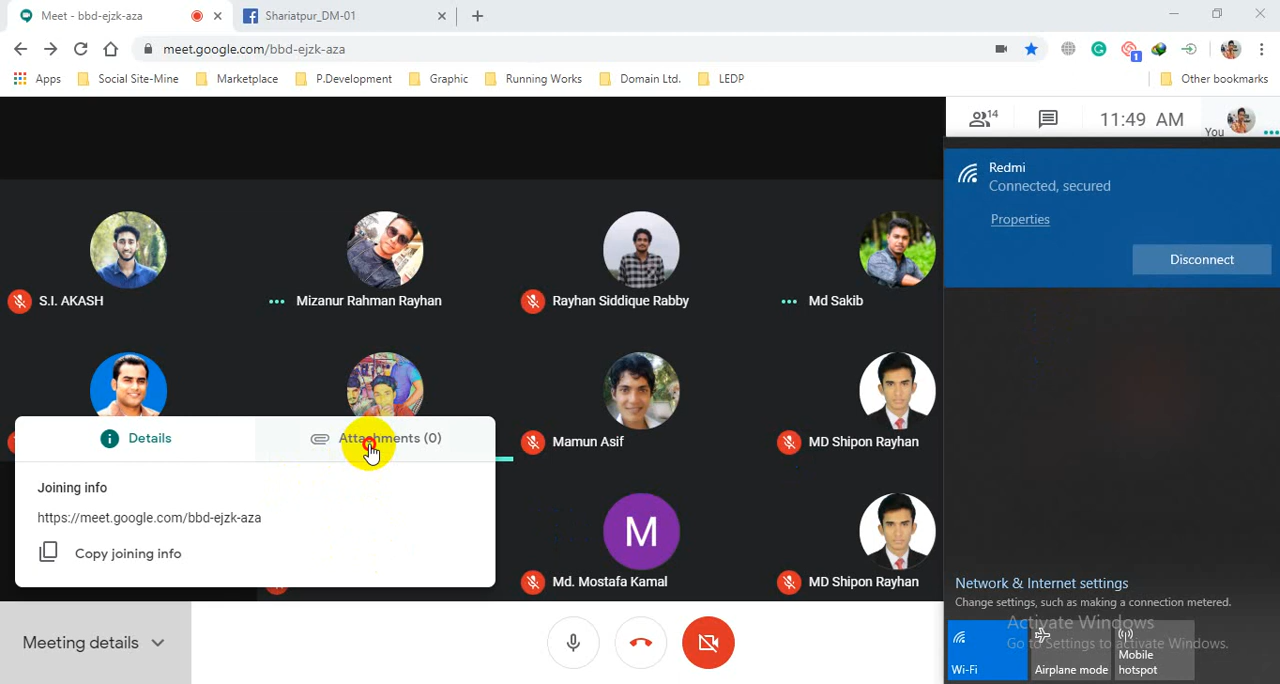 Meet - bbd-ejzk-aza
Shariatpur_DM-01
meet.google.com/bbd-ejzk-aza
1
Apps Social Site-Mine Marketplace P.Development Graphic Running Works Domain Ltd. LEDP Other bookmarks
14
11:49 AM
You
Redmi
Connected, secured
Properties
Disconnect
S.I. AKASH
Mizanur Rahman Rayhan
Rayhan Siddique Rabby
Md Sakib
Details
Attachments (0)
Mamun Asif
MD Shipon Rayhan
Joining info
https://meet.google.com/bbd-ejzk-aza
Copy joining info
M
Md. Mostafa Kamal
MD Shipon Rayhan
Network & Internet settings
Change settings, such as making a connection metered.
Activate Windows
Go to Settings to activate Windows.
Wi-Fi
Airplane mode
Mobile
hotspot
Meeting details